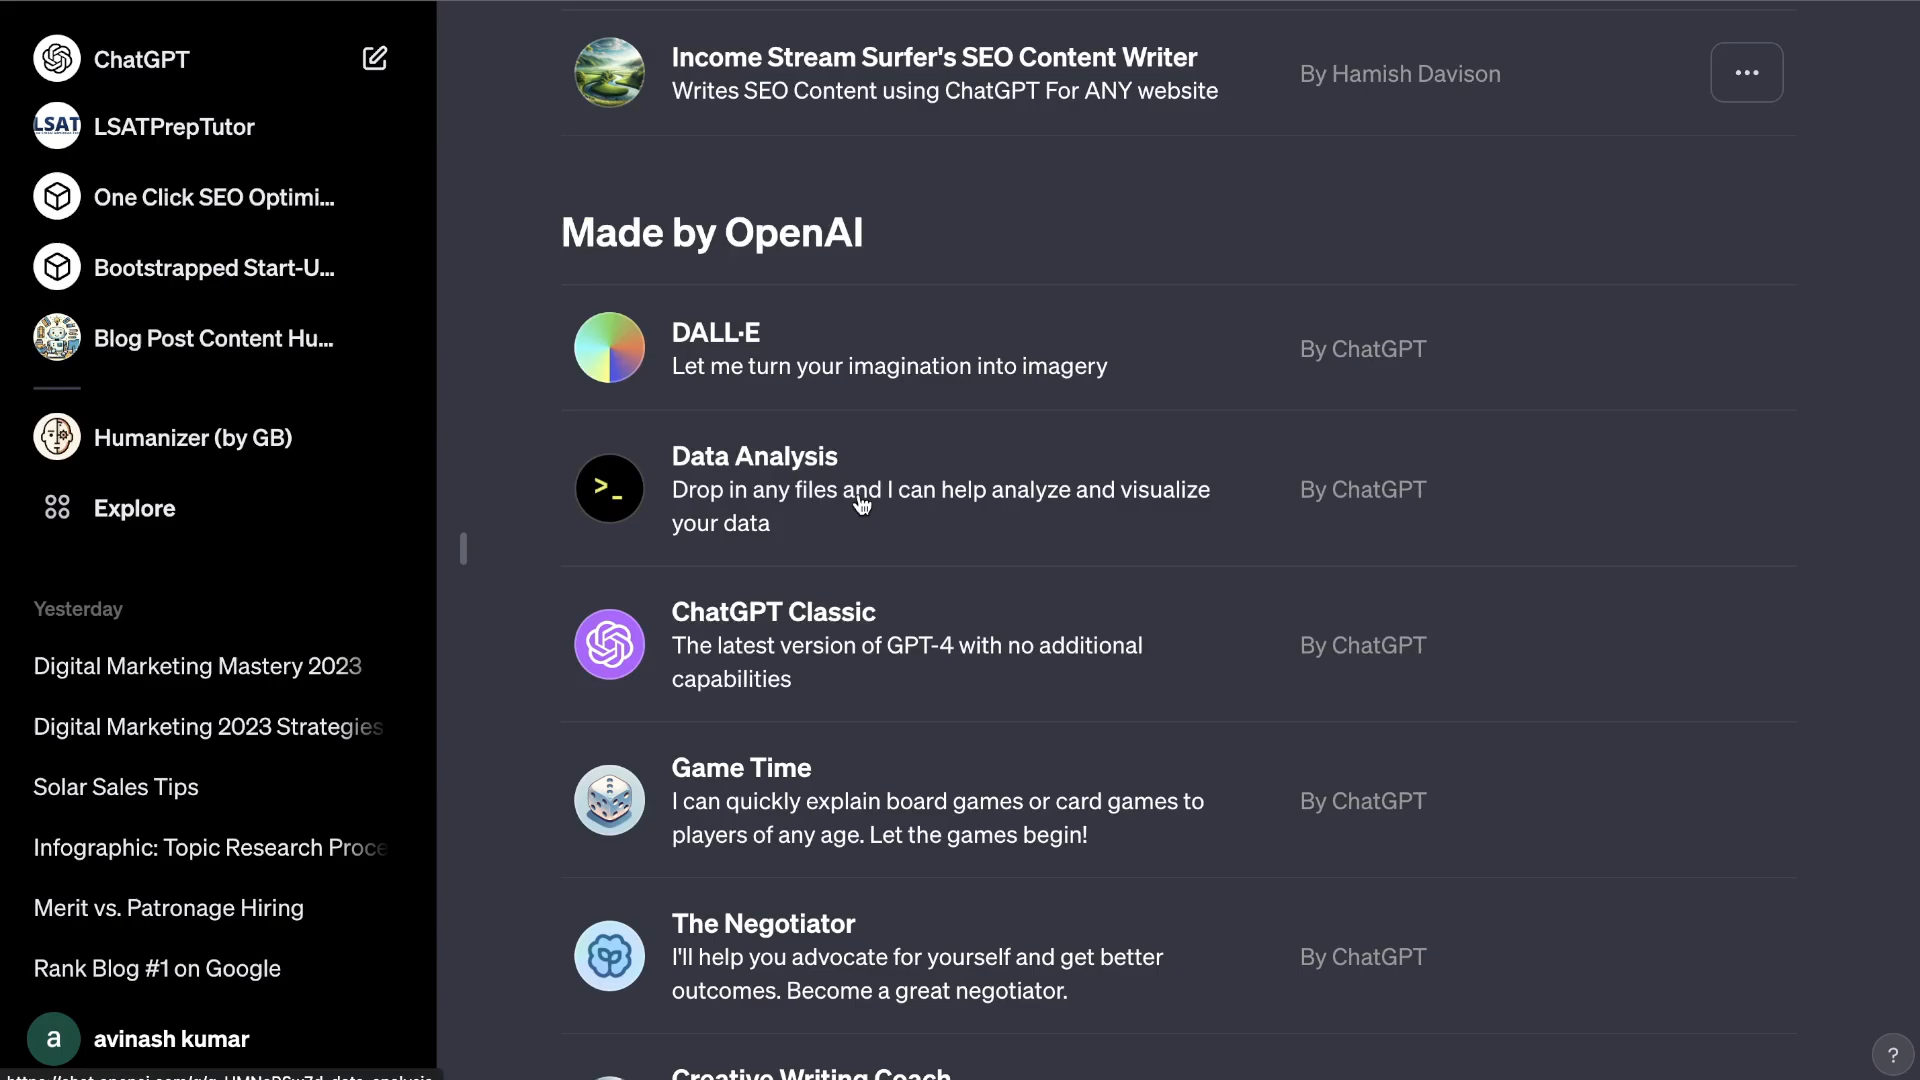 ChatGPT
LSAT
LSATPrepTutor
One Click SEO Optimi...
Bootstrapped Start-U...
Blog Post Content Hu...
Humanizer (by GB)
Explore
Yesterday
Digital Marketing Mastery 2023
Digital Marketing 2023 Strategies
Solar Sales Tips
Infographic: Topic Research Proce
Merit vs. Patronage Hiring
Rank Blog #1 on Google
a
avinash kumar
Income Stream Surfer's SEO Content Writer
Writes SEO Content using ChatGPT For ANY website
By Hamish Davison
Made by OpenAI
DALL·E
Let me turn your imagination into imagery
By ChatGPT
>_
Data Analysis
Drop in any files and I can help analyze and visualize
your data
By ChatGPT
ChatGPT Classic
The latest version of GPT-4 with no additional
capabilities
By ChatGPT
Game Time
I can quickly explain board games or card games to
players of any age. Let the games begin!
By ChatGPT
The Negotiator
I'll help you advocate for yourself and get better
outcomes. Become a great negotiator.
By ChatGPT
Creative Writing Coach
?